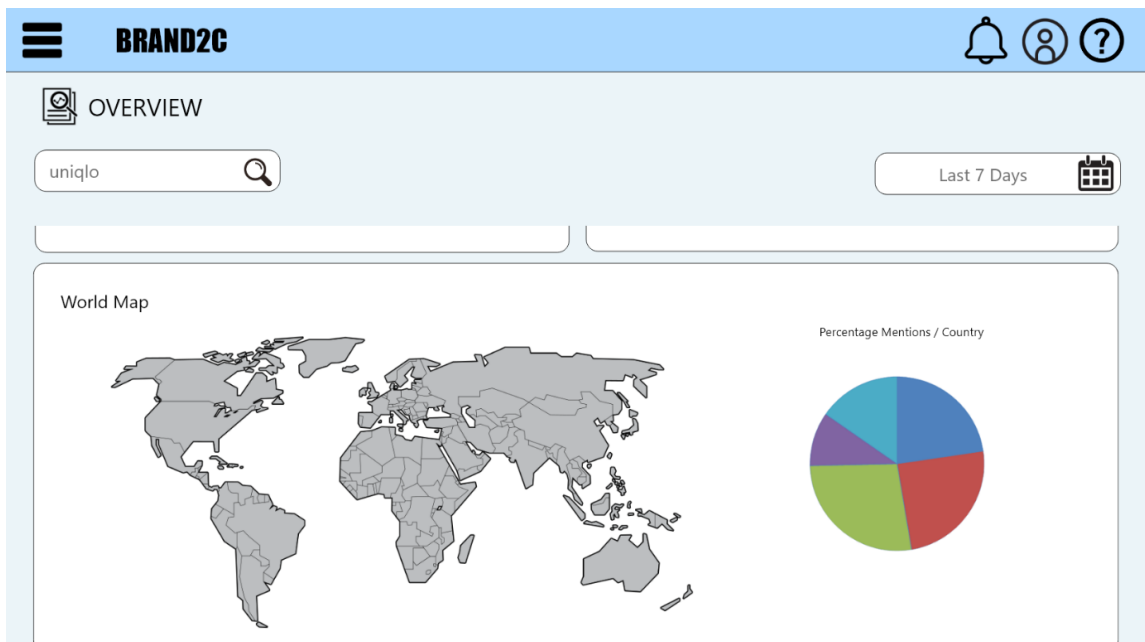 BRAND2C
?
OVERVIEW
uniqlo
Last 7 Days
World Map
Percentage Mentions / Country